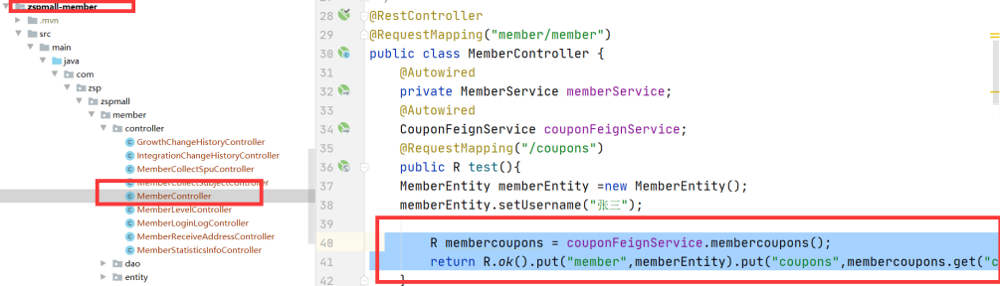 zspmall-member
.mvn
src
main
java
com
zsp
zspmall
member
controller
GrowthChangeHistoryController
IntegrationChangeHistoryController
MemberCollectSpuController
MemberCollectSubjectController
MemberController
MemberLevelController
MemberLoginLogController
MemberReceiveAddressController
MemberStatisticsInfoController
dao
entity
28 @RestController
29 @RequestMapping("member/member")
30 public class MemberController {
31 @Autowired
32 private MemberService memberService;
33 @Autowired
34 CouponFeignService couponFeignService;
35 @RequestMapping("/coupons")
36 public R test(){
37 MemberEntity memberEntity =new MemberEntity();
38 memberEntity.setUsername("张三");
39
40 R membercoupons = couponFeignService.membercoupons();
41 return R.ok().put("member",memberEntity).put("coupons",membercoupons.get("c
42 }